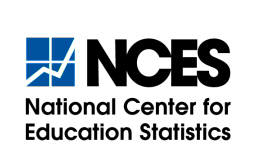 NCES
National Center for
Education Statistics